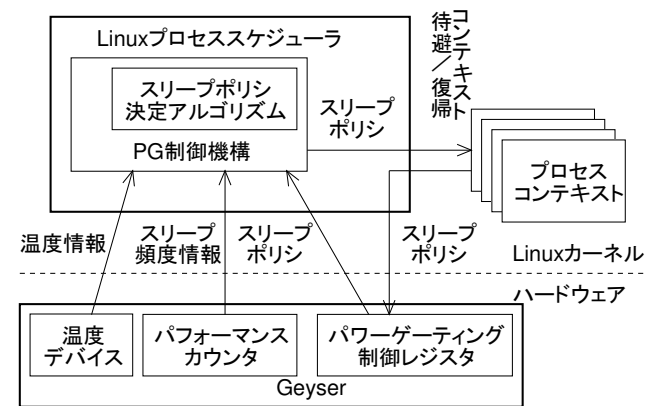 Linuxプロセススケジューラ
スリープポリシ
決定アルゴリズム
PG制御機構
スリープ
ポリシ
コンテキスト
待避／復帰
プロセス
コンテキスト
温度情報
スリープ
頻度情報
スリープ
ポリシ
スリープ
ポリシ
Linuxカーネル
ハードウェア
温度
デバイス
パフォーマンス
カウンタ
パワーゲーティング
制御レジスタ
Geyser